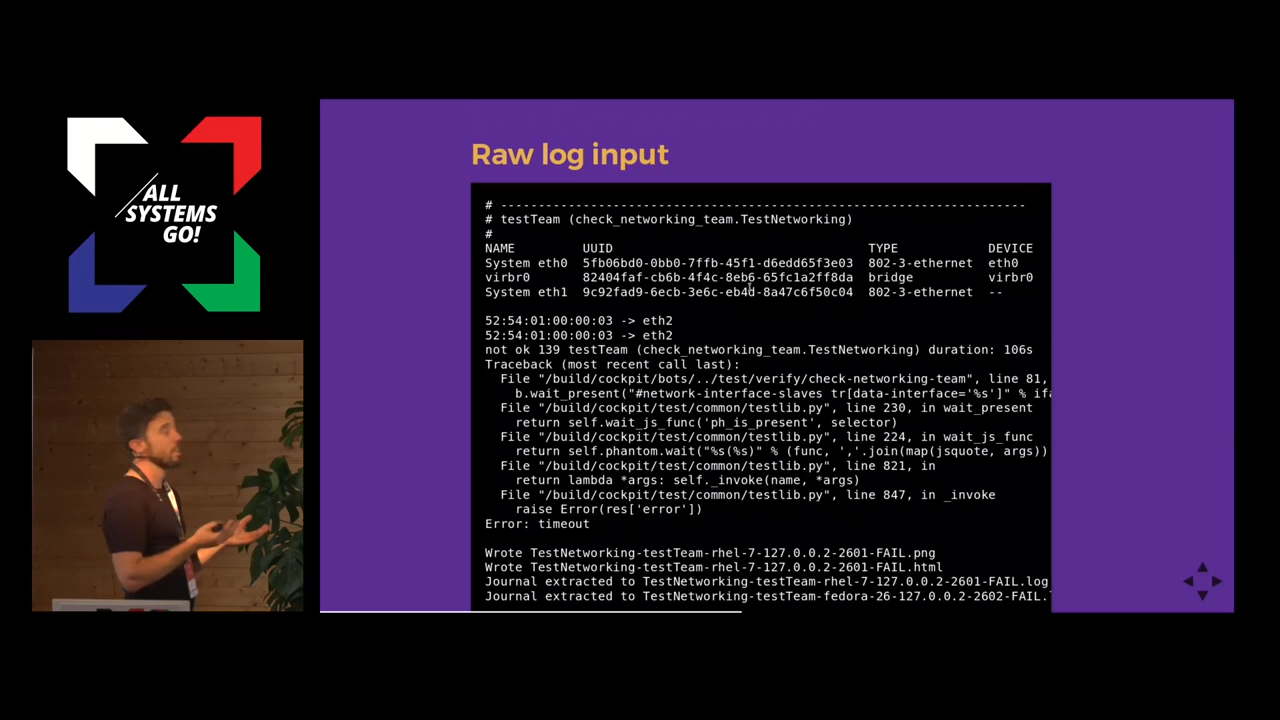 ALL
SYSTEMS
GO!
Raw log input
# ----------------------------------------------------------------------
# testTeam (check_networking_team.TestNetworking)
#
NAME UUID TYPE DEVICE
System eth0 5fb06bd0-0bb0-7ffb-45f1-d6edd65f3e03 802-3-ethernet eth0
virbr0 82404faf-cb6b-4f4c-8eb6-65fc1a2ff8da bridge virbr0
System eth1 9c92fad9-6ecb-3e6c-eb4d-8a47c6f50c04 802-3-ethernet --
52:54:01:00:00:03 -> eth2
52:54:01:00:00:03 -> eth2
not ok 139 testTeam (check_networking_team.TestNetworking) duration: 106s
Traceback (most recent call last):
File "/build/cockpit/bots/../test/verify/check-networking-team", line 81,
b.wait_present("#network-interface-slaves tr[data-interface='%s']" % ifa
File "/build/cockpit/test/common/testlib.py", line 230, in wait_present
return self.wait_js_func('ph_is_present', selector)
File "/build/cockpit/test/common/testlib.py", line 224, in wait_js_func
return self.phantom.wait("%s(%s)" % (func, ','.join(map(jsquote, args))
File "/build/cockpit/test/common/testlib.py", line 821, in
return lambda *args: self._invoke(name, *args)
File "/build/cockpit/test/common/testlib.py", line 847, in _invoke
raise Error(res['error'])
Error: timeout
Wrote TestNetworking-testTeam-rhel-7-127.0.0.2-2601-FAIL.png
Wrote TestNetworking-testTeam-rhel-7-127.0.0.2-2601-FAIL.html
Journal extracted to TestNetworking-testTeam-rhel-7-127.0.0.2-2601-FAIL.log
Journal extracted to TestNetworking-testTeam-fedora-26-127.0.0.2-2602-FAIL.